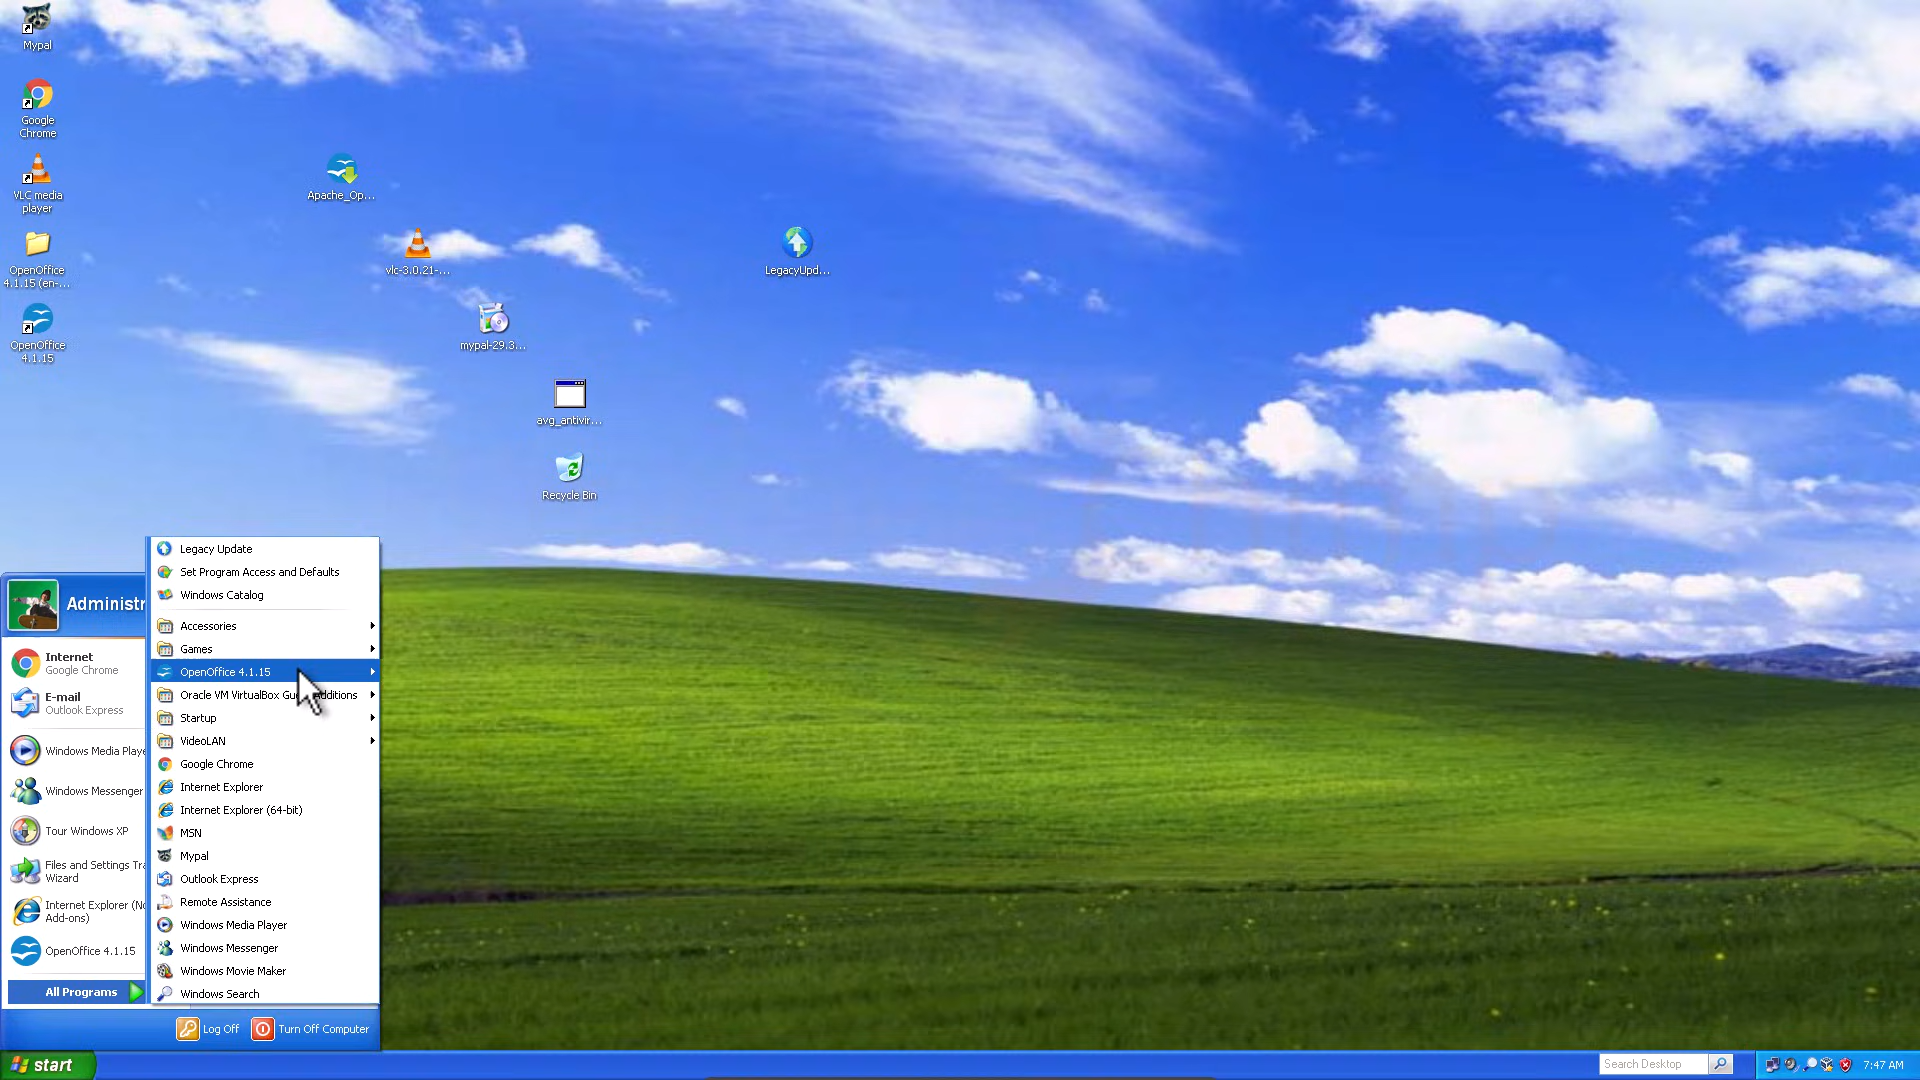 Mypal
Google
Chrome
VLC media
player
OpenOffice
4.1.15 (en-...
OpenOffice
4.1.15
Apache_Op...
vlc-3.0.21-...
LegacyUpd...
mypal-29.3...
avg_antivir...
Recycle Bin
Administr
Internet
Google Chrome
E-mail
Outlook Express
Windows Media Playe
Windows Messenger
Tour Windows XP
Files and Settings Tra
Wizard
Internet Explorer (No
Add-ons)
OpenOffice 4.1.15
All Programs
Legacy Update
Set Program Access and Defaults
Windows Catalog
Accessories
Games
OpenOffice 4.1.15
Oracle VM VirtualBox Gu Additions
Startup
VideoLAN
Google Chrome
Internet Explorer
Internet Explorer (64-bit)
MSN
Mypal
Outlook Express
Remote Assistance
Windows Media Player
Windows Messenger
Windows Movie Maker
Windows Search
Log Off
Turn Off Computer
start
Search Desktop
7:47 AM